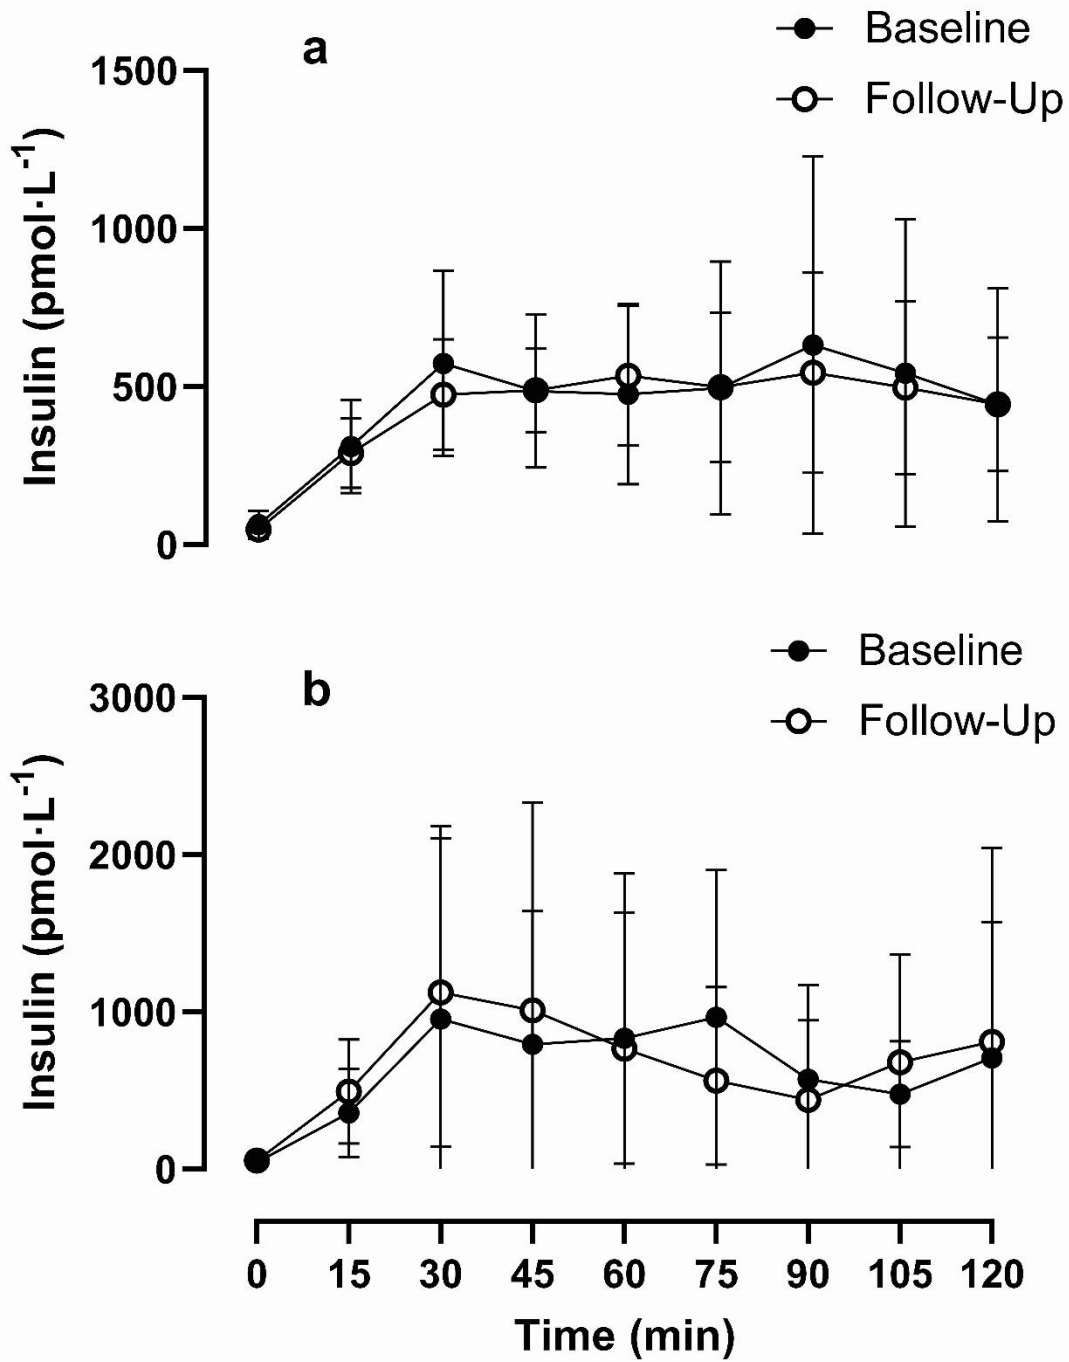 a
Baseline
Follow-Up
1500
1000
500
0
Insulin (pmol·L⁻¹)
b
Baseline
Follow-Up
3000
2000
1000
0
Insulin (pmol·L⁻¹)
0 15 30 45 60 75 90 105 120
Time (min)